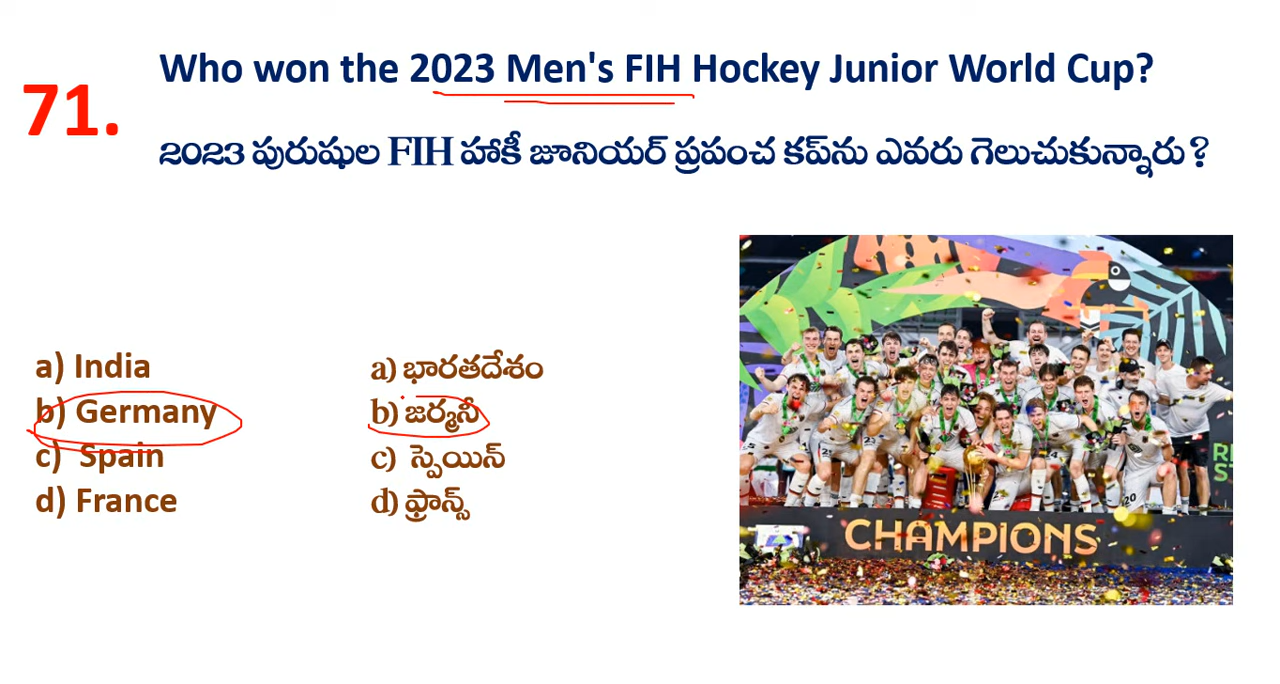 71.
Who won the 2023 Men's FIH Hockey Junior World Cup?
2023 పురుషుల FIH హాకీ జూనియర్ ప్రపంచ కప్‌ను ఎవరు గెలుచుకున్నారు?
a) India
b) Germany
c) Spain
d) France
a) భారతదేశం
b) జర్మనీ
c) స్పెయిన్
d) ఫ్రాన్స్
CHAMPIONS